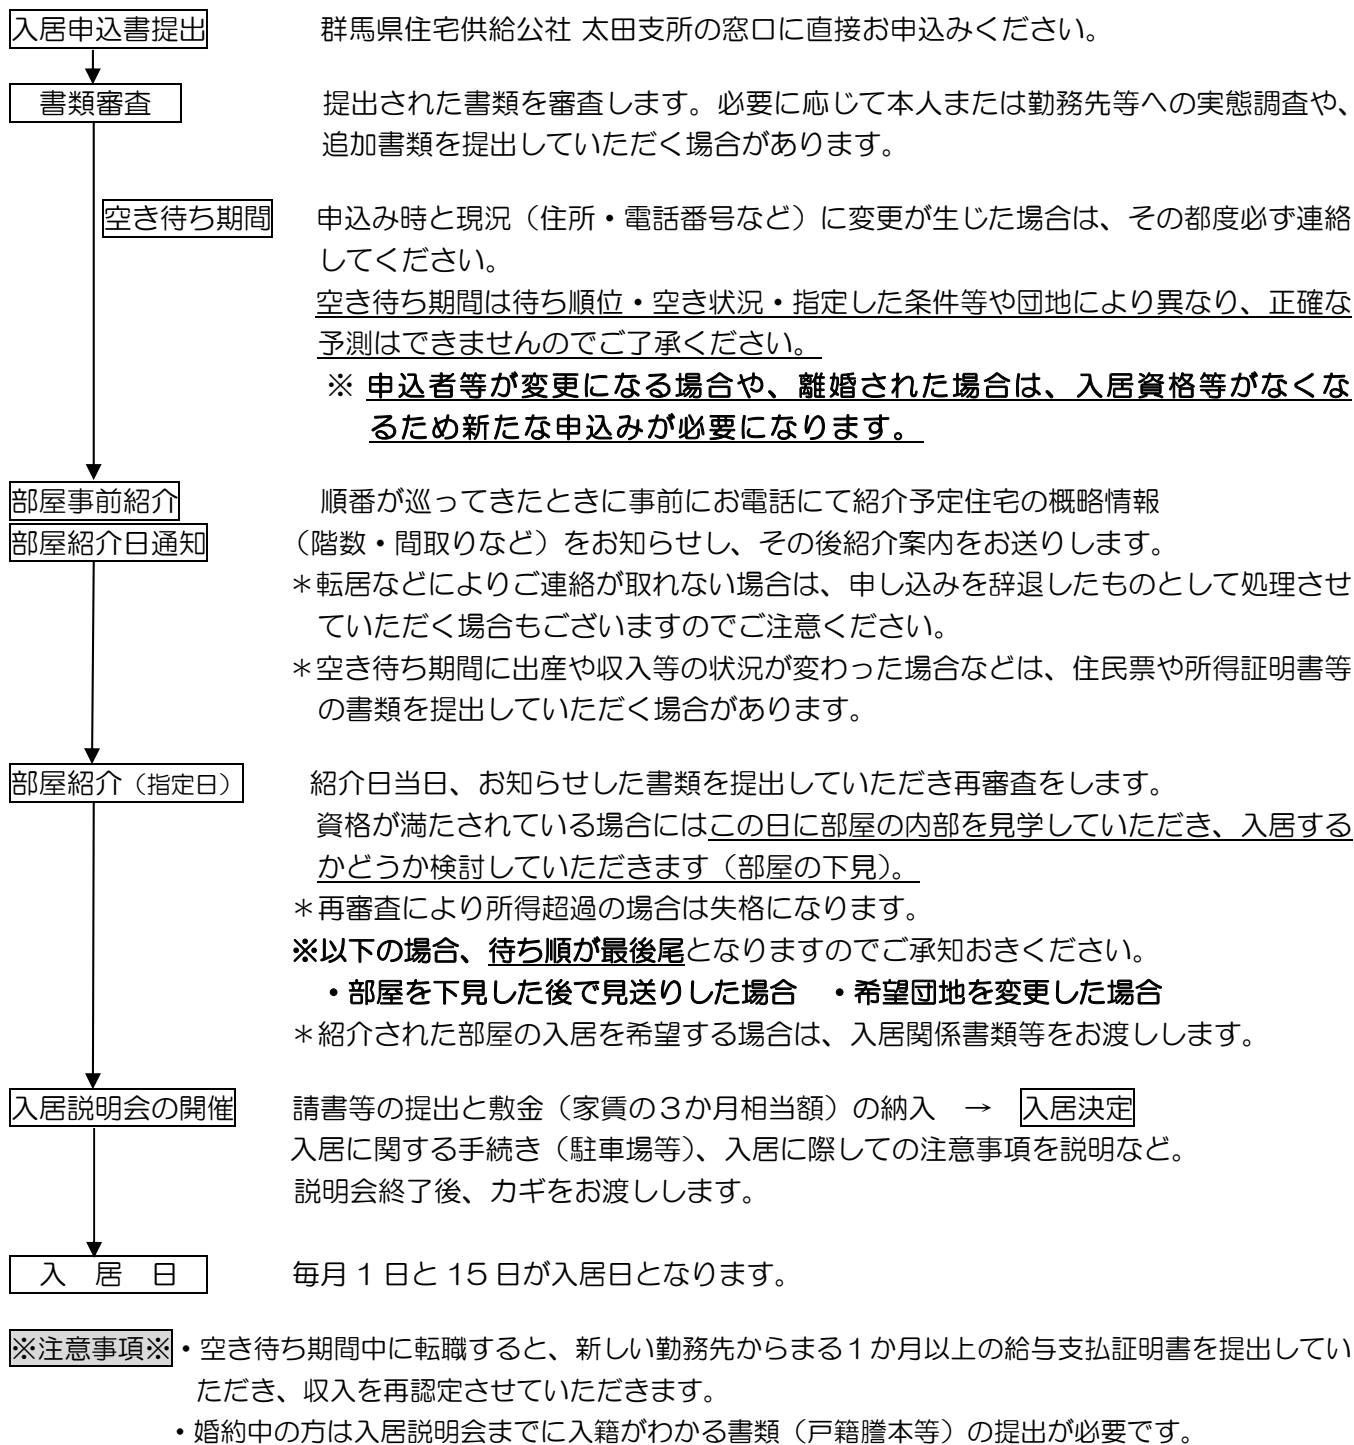 入居申込書提出 群馬県住宅供給公社 太田支所の窓口に直接お申込みください。
書類審査 提出された書類を審査します。必要に応じて本人または勤務先等への実態調査や、
追加書類を提出していただく場合があります。
空き待ち期間 申込み時と現況（住所・電話番号など）に変更が生じた場合は、その都度必ず連絡
してください。
空き待ち期間は待ち順位・空き状況・指定した条件等や団地により異なり、正確な
予測はできませんのでご了承ください。
※ 申込者等が変更になる場合や、離婚された場合は、入居資格等がなくな
るため新たな申込みが必要になります。
部屋事前紹介 順番が巡ってきたときに事前にお電話にて紹介予定住宅の概略情報
部屋紹介日通知 （階数・間取りなど）をお知らせし、その後紹介案内をお送りします。
＊転居などによりご連絡が取れない場合は、申し込みを辞退したものとして処理させ
ていただく場合もございますのでご注意ください。
＊空き待ち期間に出産や収入等の状況が変わった場合などは、住民票や所得証明書等
の書類を提出していただく場合があります。
部屋紹介（指定日） 紹介日当日、お知らせした書類を提出していただき再審査をします。
資格が満たされている場合にはこの日に部屋の内部を見学していただき、入居する
かどうか検討していただきます（部屋の下見）。
＊再審査により所得超過の場合は失格になります。
※以下の場合、待ち順が最後尾となりますのでご承知おきください。
・部屋を下見した後で見送りした場合 ・希望団地を変更した場合
＊紹介された部屋の入居を希望する場合は、入居関係書類等をお渡しします。
入居説明会の開催 請書等の提出と敷金（家賃の３か月相当額）の納入 → 入居決定
入居に関する手続き（駐車場等）、入居に際しての注意事項を説明など。
説明会終了後、カギをお渡しします。
入 居 日 毎月１日と15日が入居日となります。
※注意事項※・空き待ち期間中に転職すると、新しい勤務先からまる１か月以上の給与支払証明書を提出してい
ただき、収入を再認定させていただきます。
・婚約中の方は入居説明会までに入籍がわかる書類（戸籍謄本等）の提出が必要です。